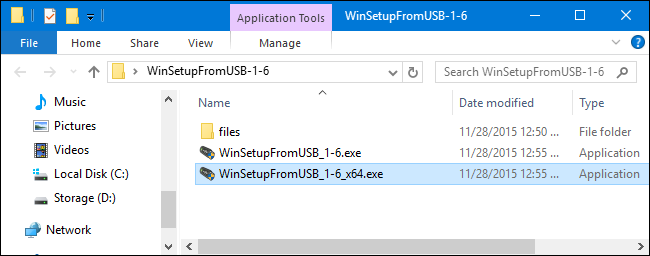 Application Tools WinSetupFromUSB-1-6
File Home Share View Manage
WinSetupFromUSB-1-6 Search WinSetupFromUSB-1-6
Name Date modified Type
Music
Pictures
Videos
Local Disk (C:)
Storage (D:)
Network
files 11/28/2015 12:50 ... File folder
WinSetupFromUSB_1-6.exe 11/28/2015 12:55 ... Application
WinSetupFromUSB_1-6_x64.exe 11/28/2015 12:55 ... Application